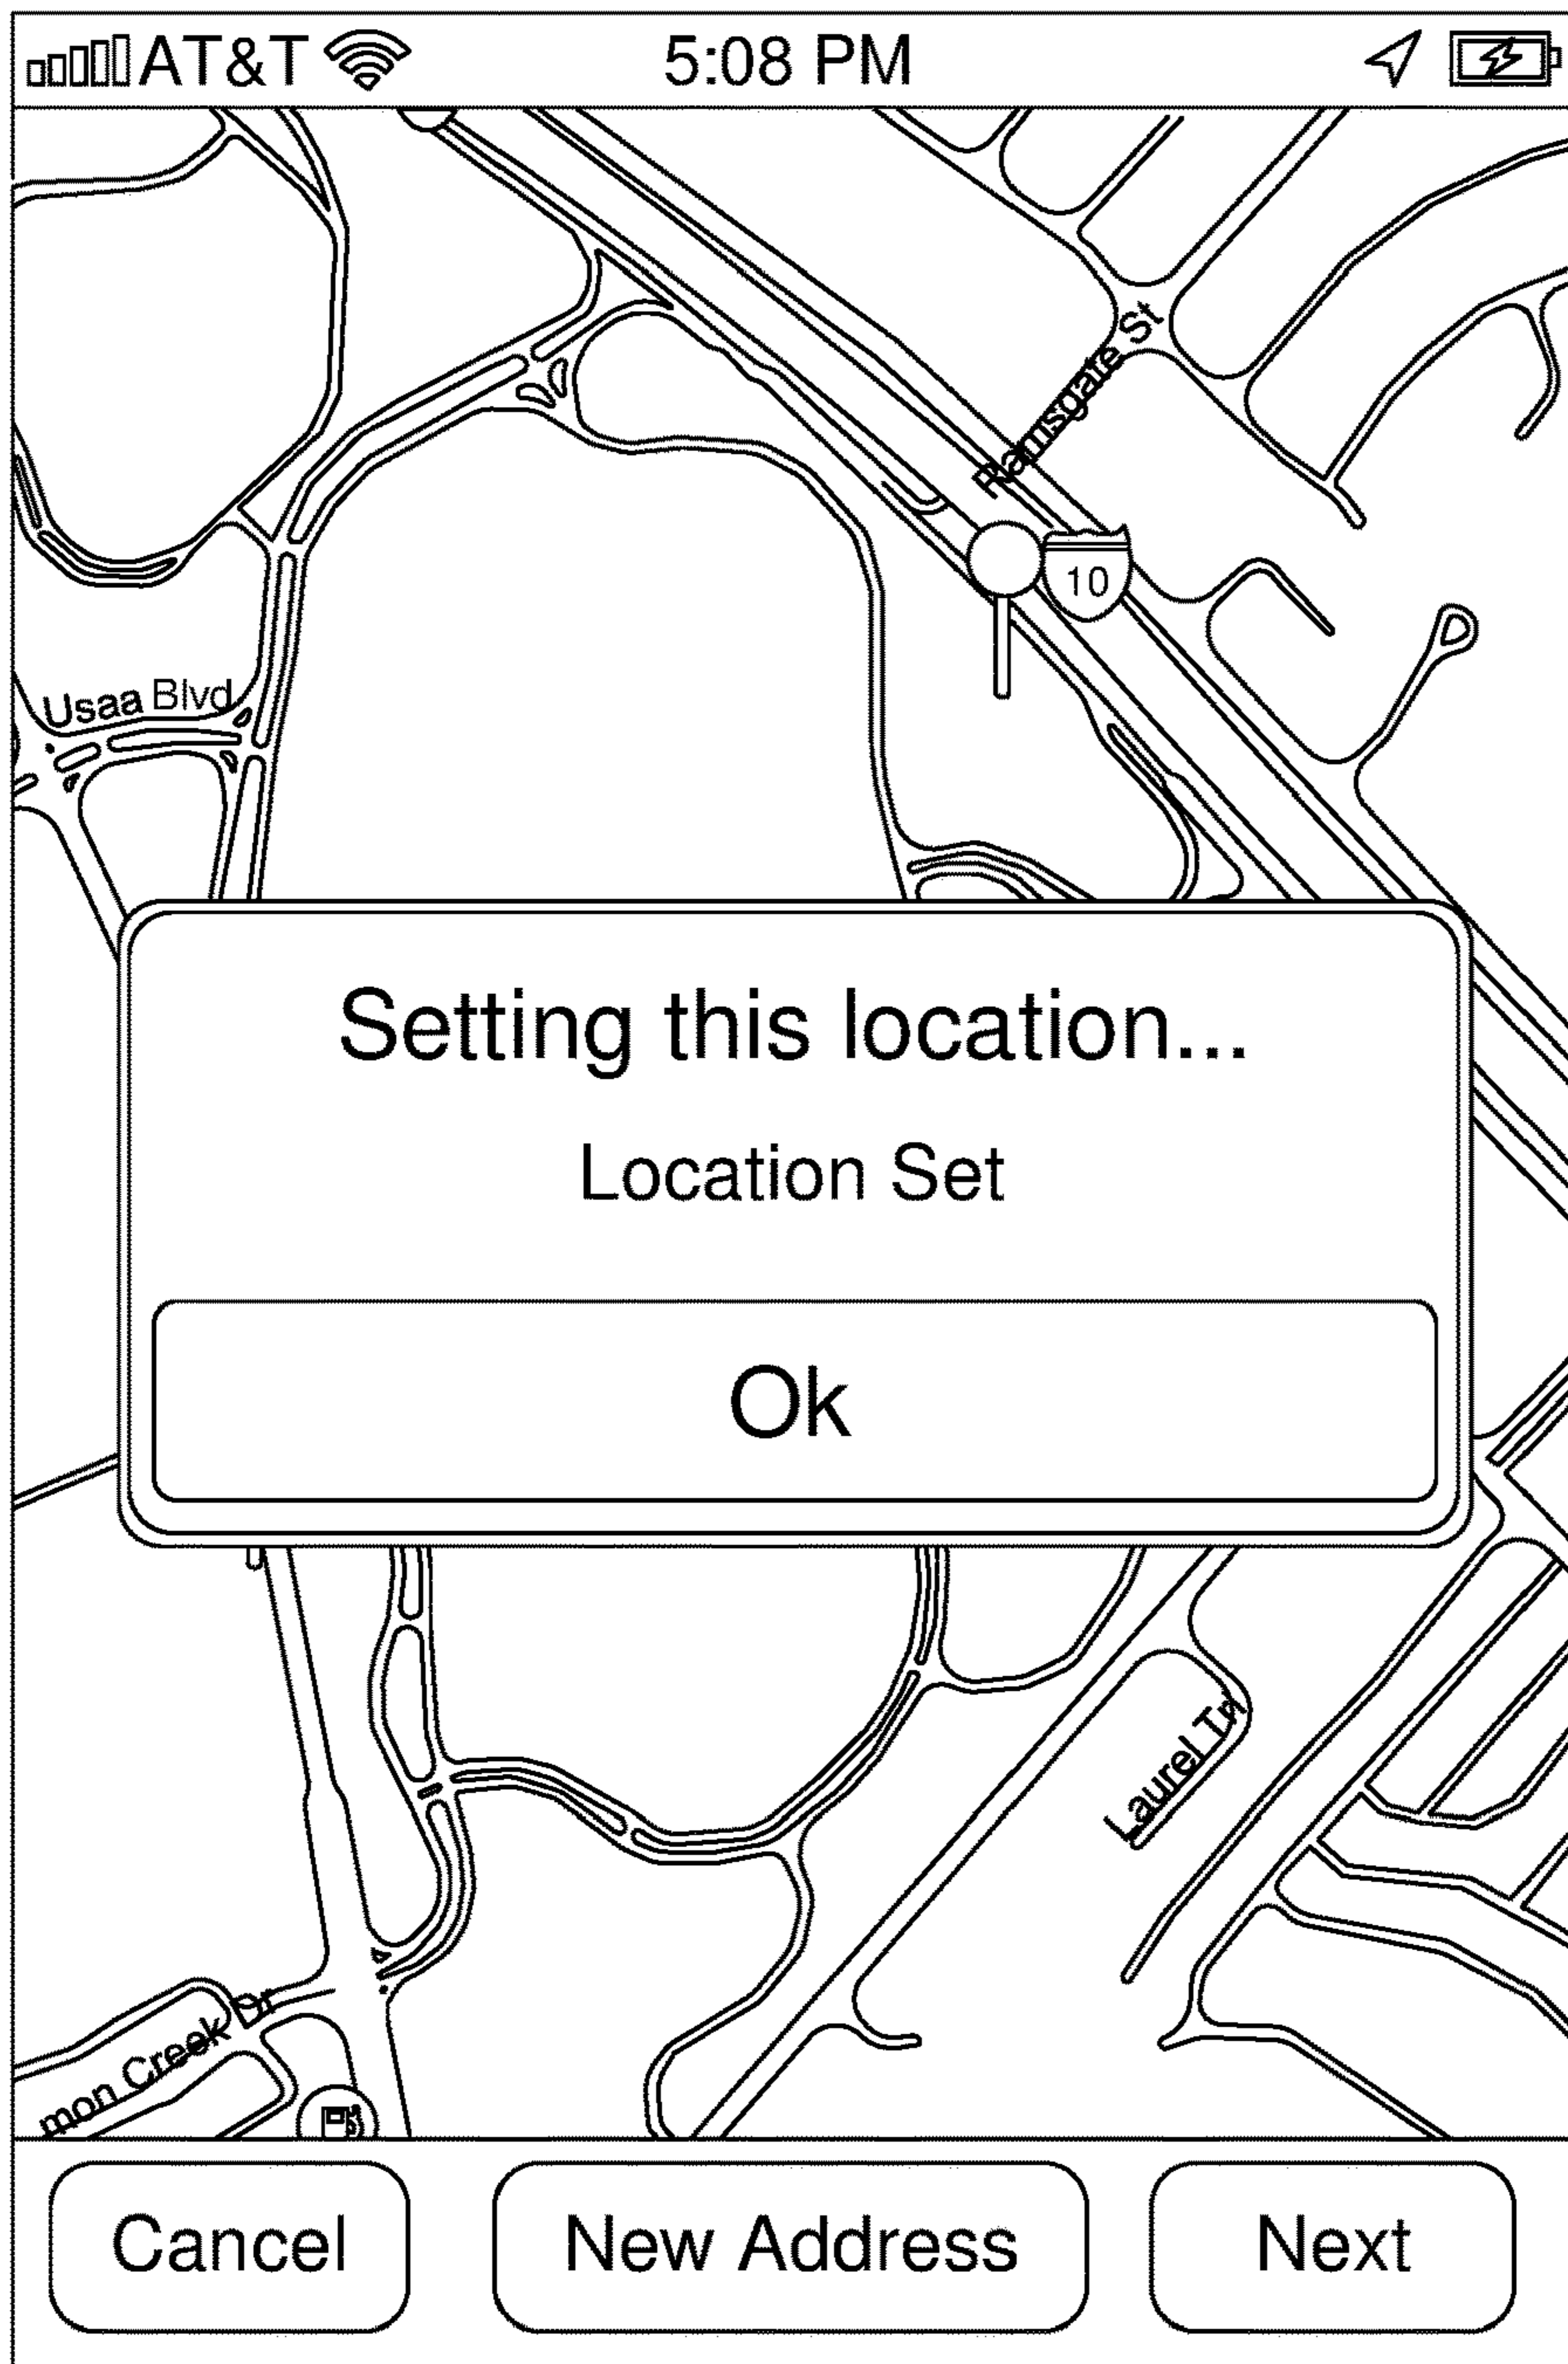 AT&T 5:08 PM
Ramsgate St
10
Usaa Blvd
Setting this location...
Location Set
Ok
Laurel Trl
mon Creek Dr
Cancel New Address Next